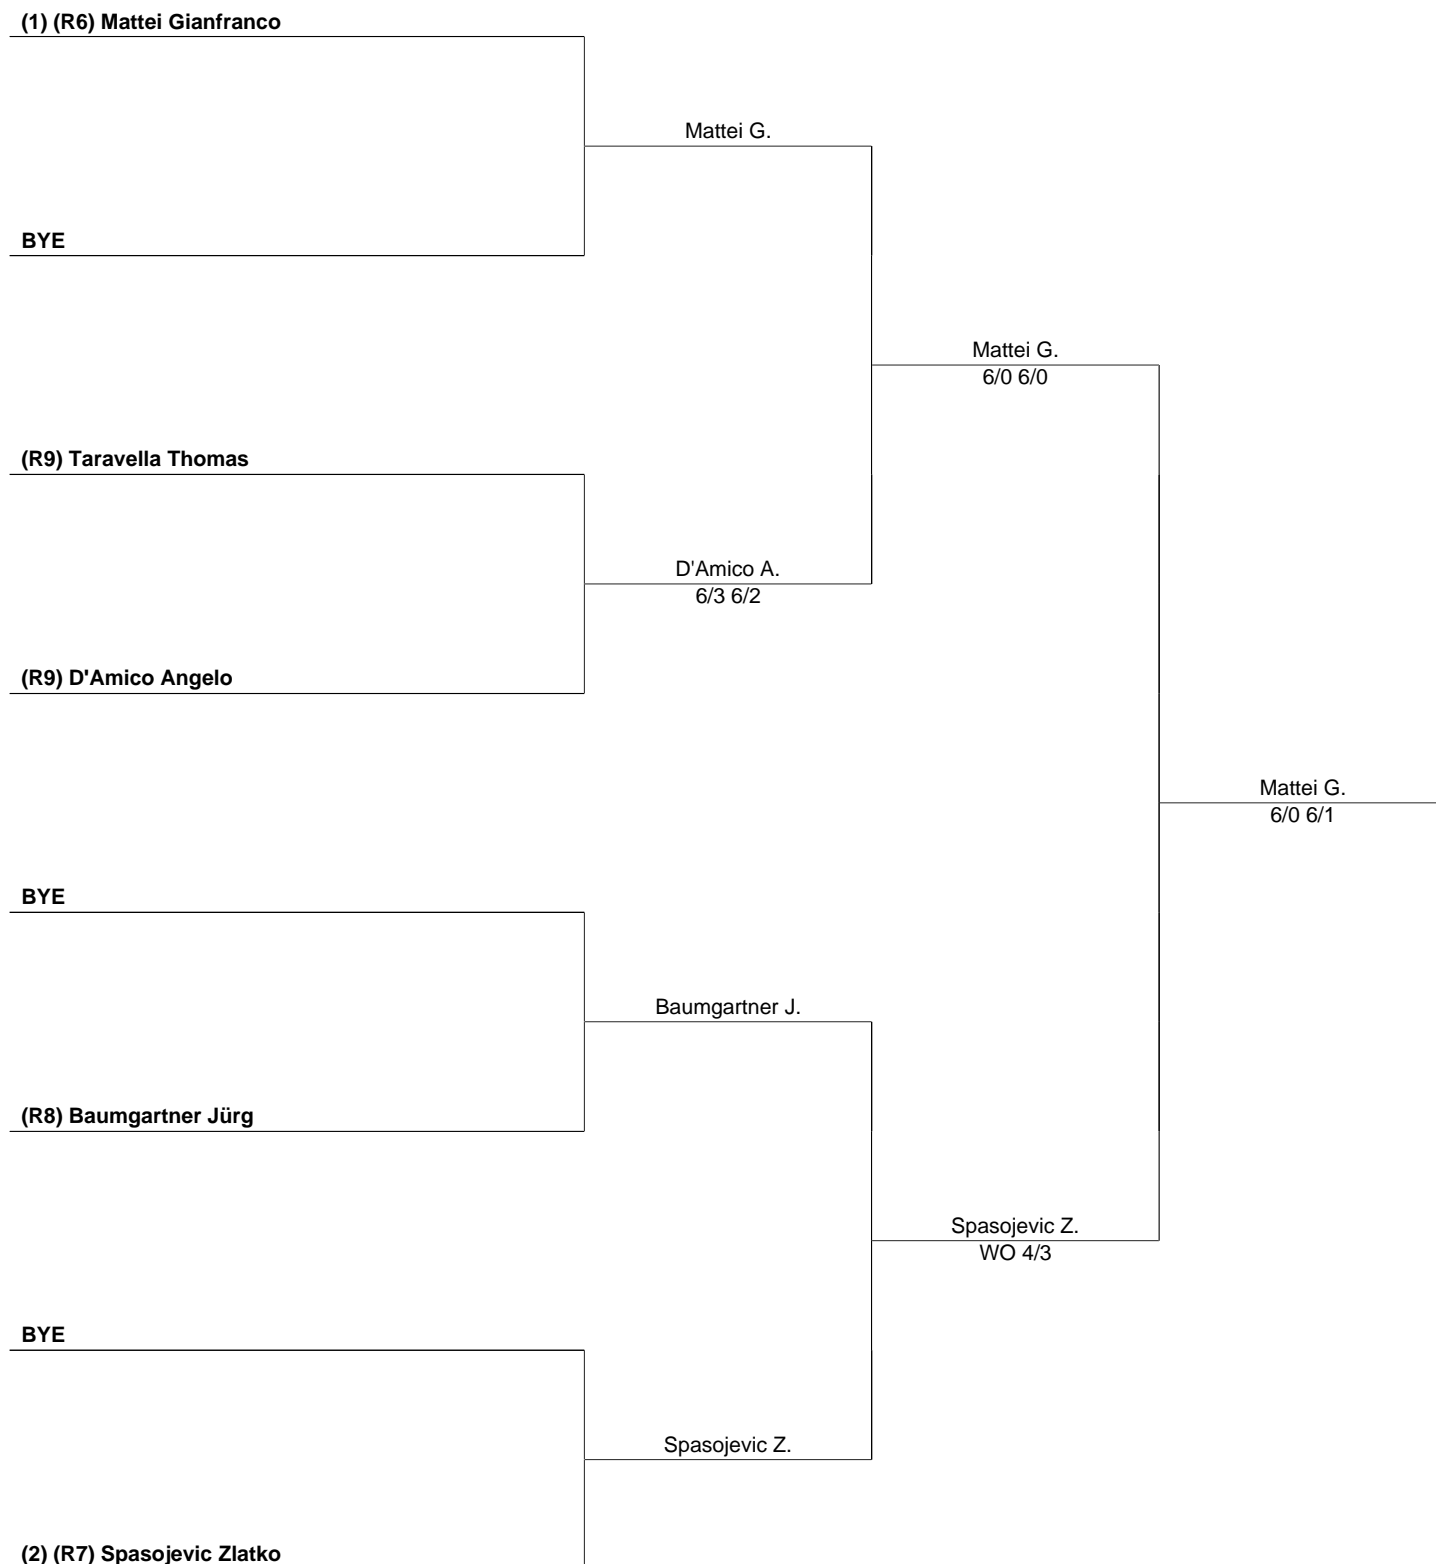 (1) (R6) Mattei Gianfranco
Mattei G.
BYE
Mattei G.
6/0 6/0
(R9) Taravella Thomas
D'Amico A.
6/3 6/2
(R9) D'Amico Angelo
Mattei G.
6/0 6/1
BYE
Baumgartner J.
(R8) Baumgartner Jürg
Spasojevic Z.
WO 4/3
BYE
Spasojevic Z.
(2) (R7) Spasojevic Zlatko